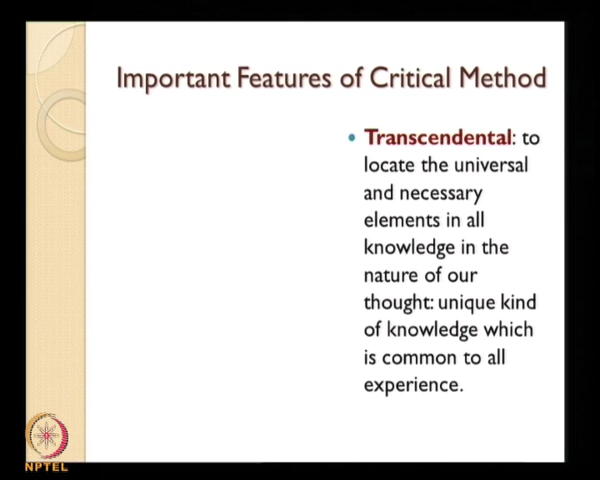 Important Features of Critical Method
• Transcendental: to
locate the universal
and necessary
elements in all
knowledge in the
nature of our
thought: unique kind
of knowledge which
is common to all
experience.
NPTEL